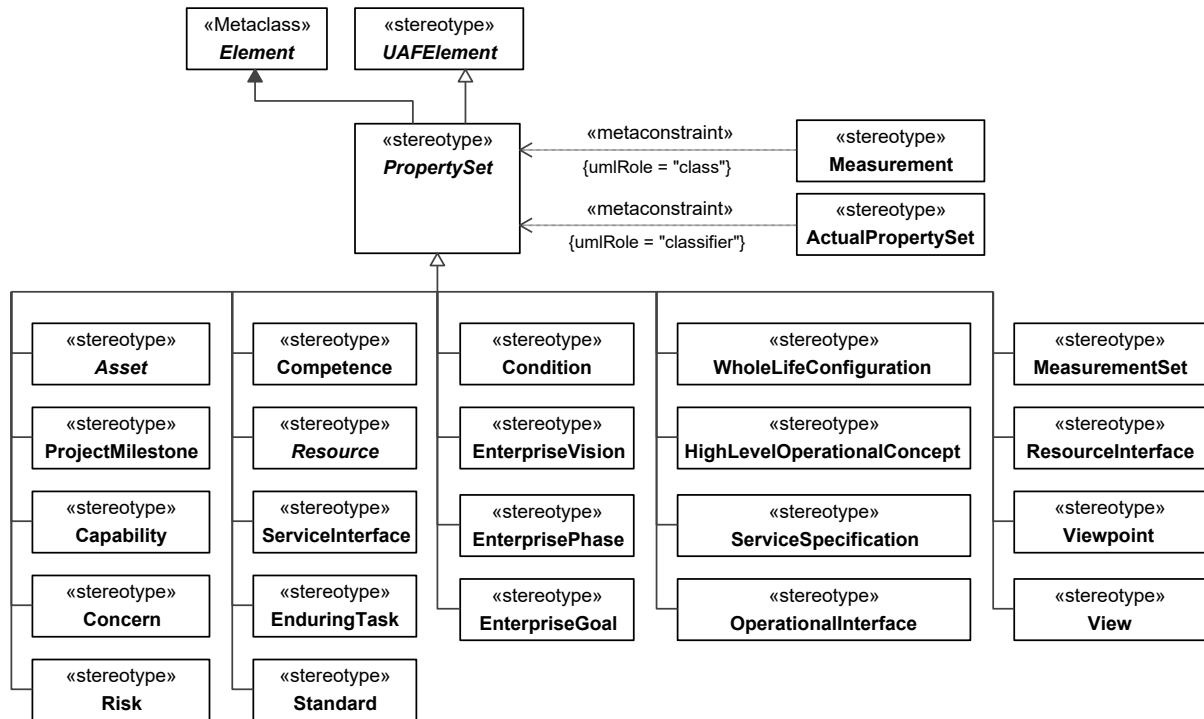 «Metaclass»
Element
«stereotype»
UAFElement
«stereotype»
PropertySet
«metaconstraint»
{umlRole = "class"}
«stereotype»
Measurement
«metaconstraint»
{umlRole = "classifier"}
«stereotype»
ActualPropertySet
«stereotype»
Asset
«stereotype»
Competence
«stereotype»
Condition
«stereotype»
WholeLifeConfiguration
«stereotype»
MeasurementSet
«stereotype»
ProjectMilestone
«stereotype»
Resource
«stereotype»
EnterpriseVision
«stereotype»
HighLevelOperationalConcept
«stereotype»
ResourceInterface
«stereotype»
Capability
«stereotype»
ServiceInterface
«stereotype»
EnterprisePhase
«stereotype»
ServiceSpecification
«stereotype»
Viewpoint
«stereotype»
Concern
«stereotype»
EnduringTask
«stereotype»
EnterpriseGoal
«stereotype»
OperationalInterface
«stereotype»
View
«stereotype»
Risk
«stereotype»
Standard